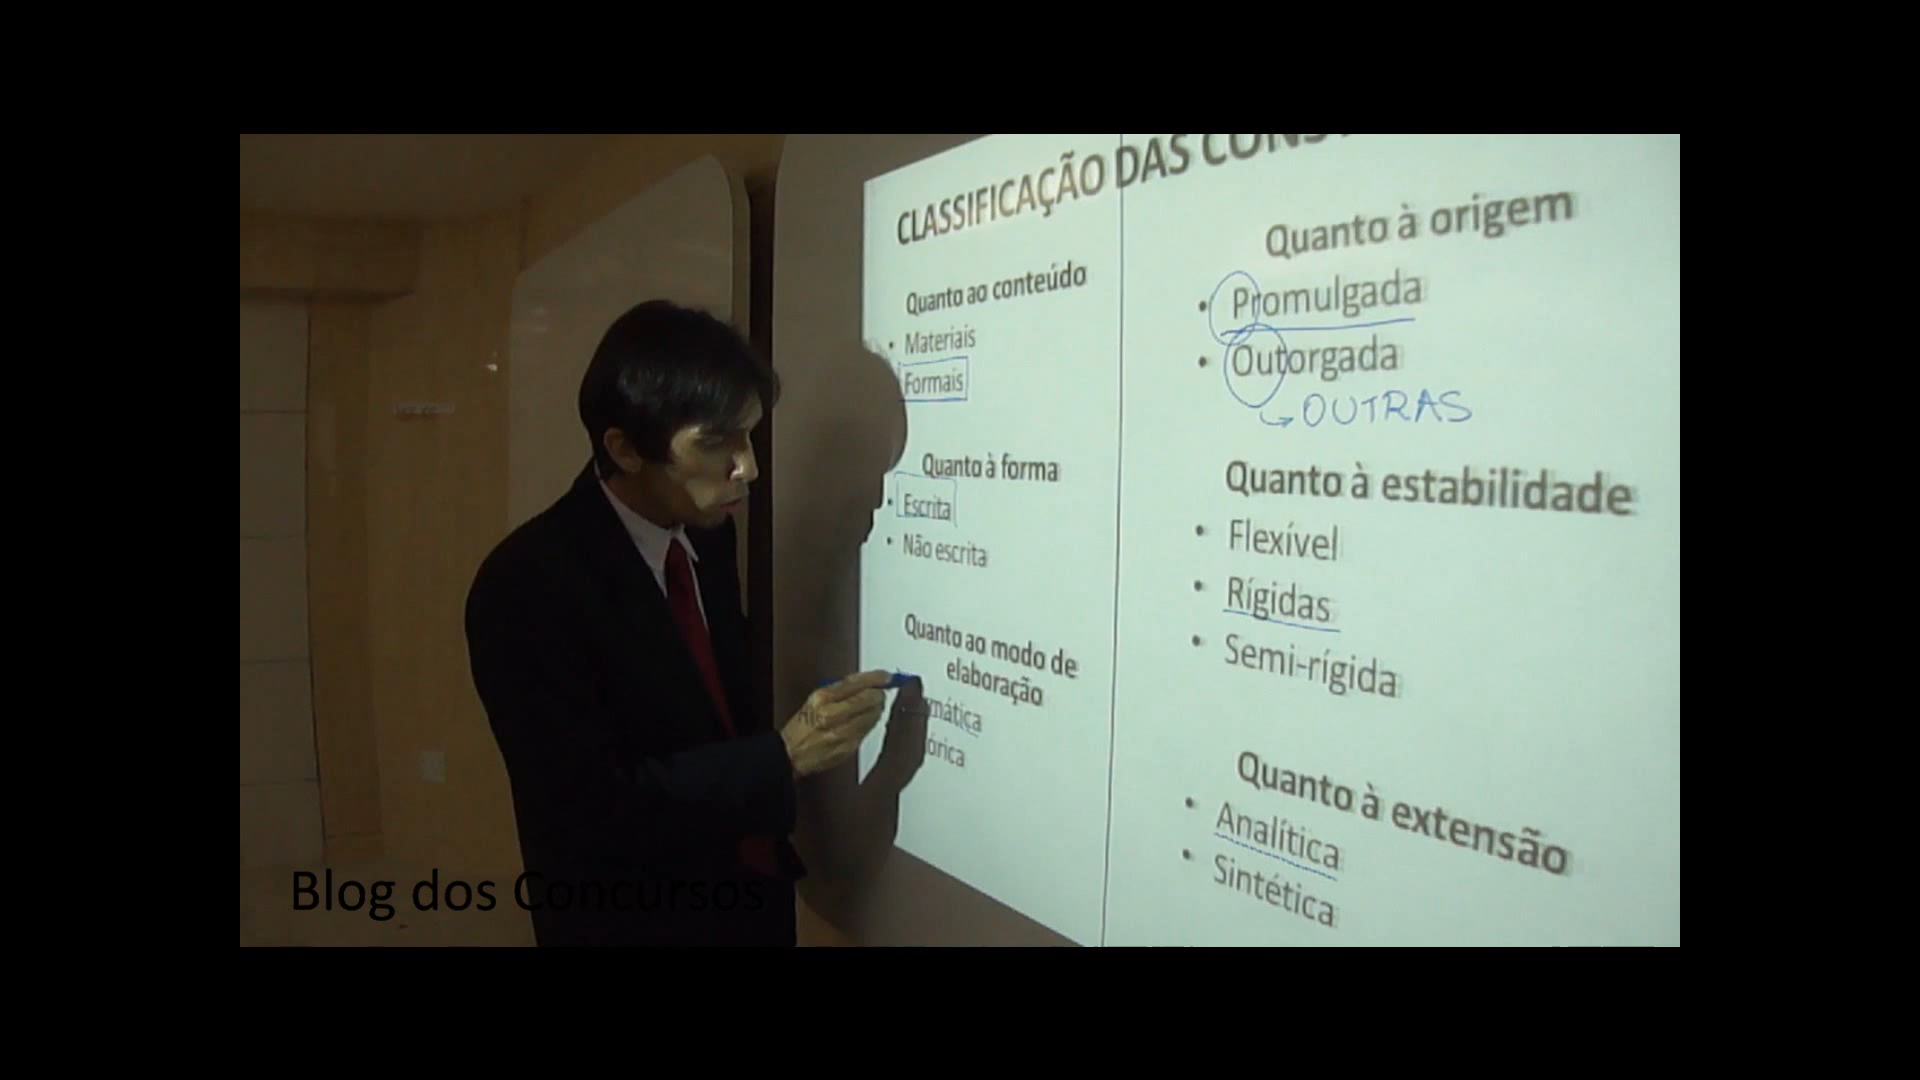 CLASSIFICAÇÃO DAS
Quanto ao conteúdo
• Materiais
Formais
Quanto à forma
• Escrita
• Não escrita
Quanto ao modo de
elaboração
Quanto à origem
• Promulgada
• Outorgada
OUTRAS
Quanto à estabilidade
• Flexível
• Rígidas
• Semi-rígida
Quanto à extensão
• Analítica
• Sintética
Blog dos Concursos